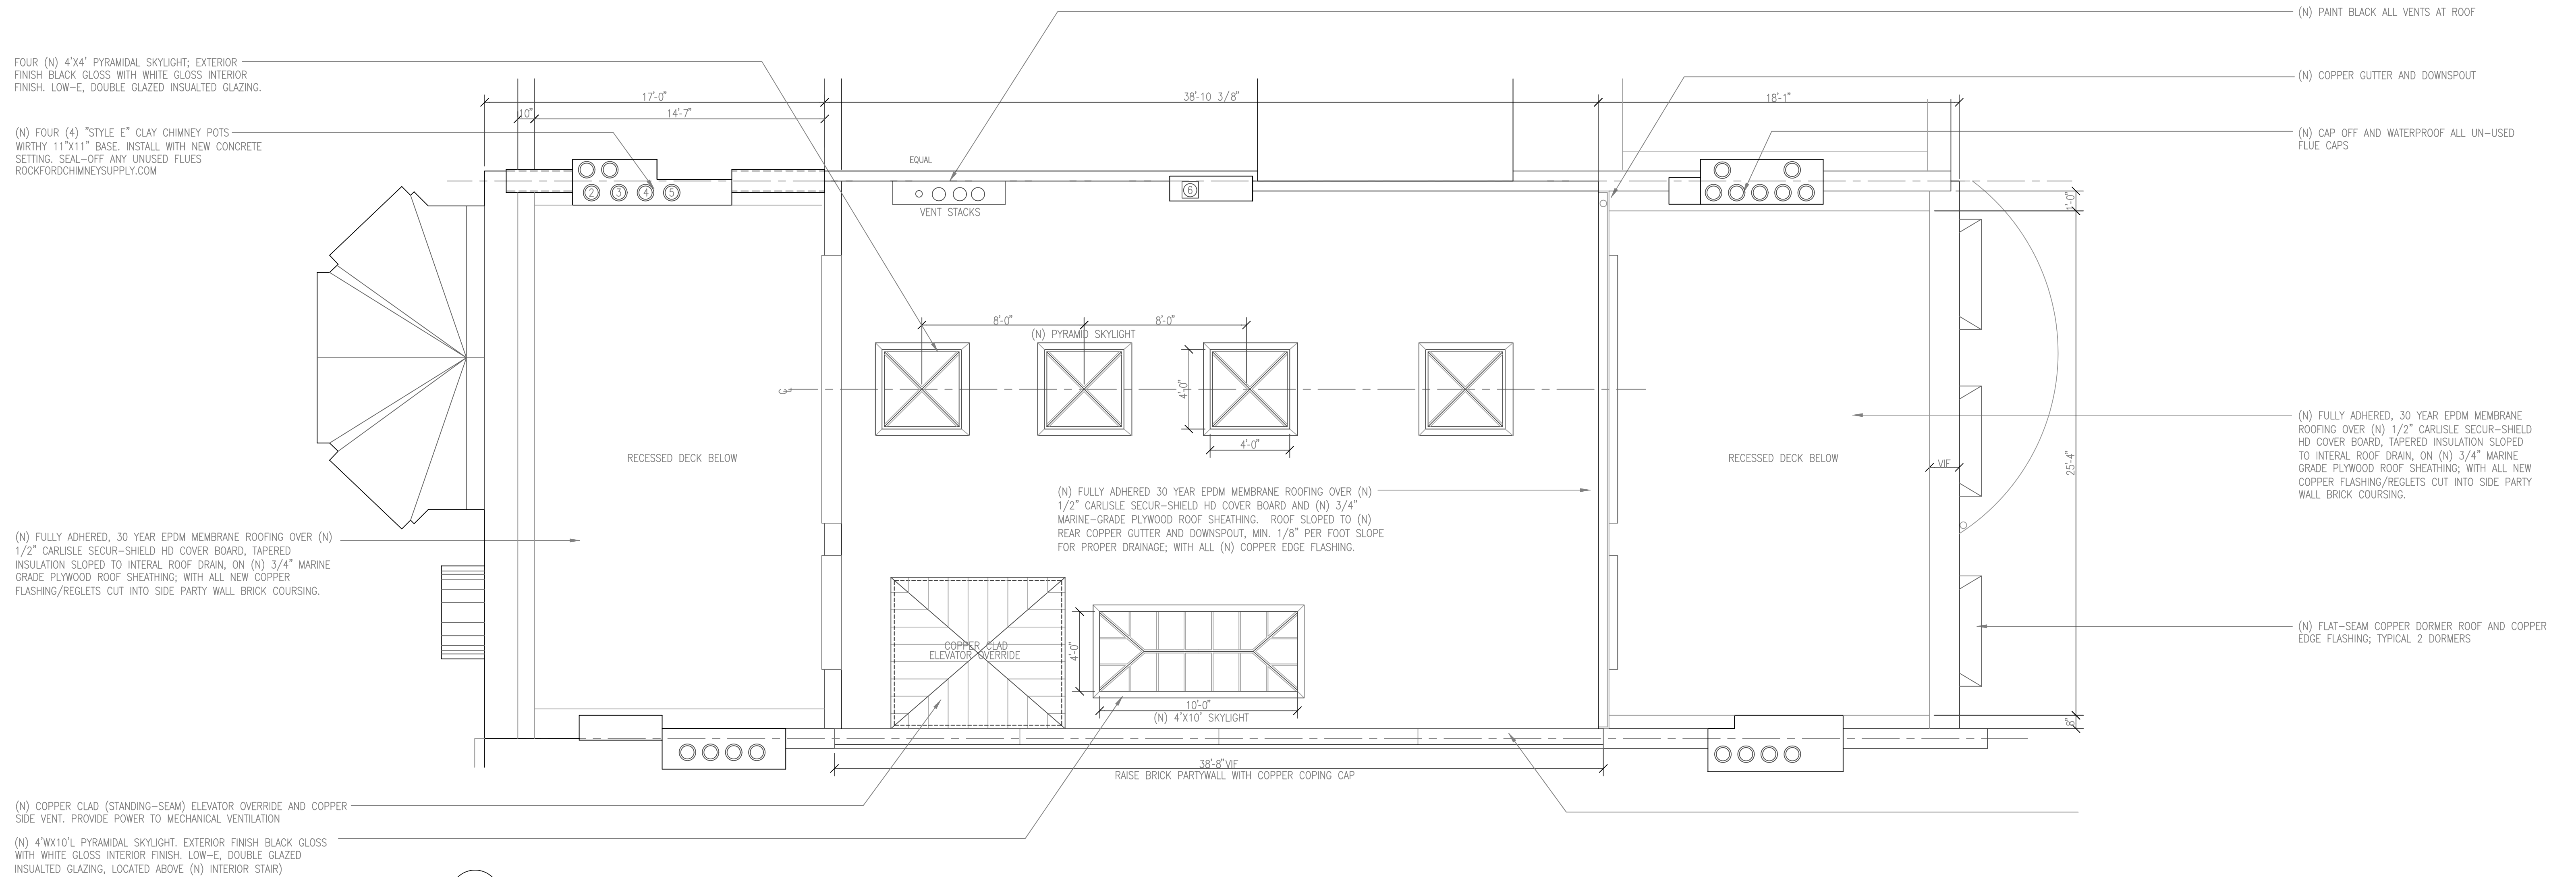 (N) PAINT BLACK ALL VENTS AT ROOF
FOUR (N) 4'X4' PYRAMIDAL SKYLIGHT; EXTERIOR
FINISH BLACK GLOSS WITH WHITE GLOSS INTERIOR
FINISH. LOW-E, DOUBLE GLAZED INSUALTED GLAZING.
(N) COPPER GUTTER AND DOWNSPOUT
17'-0"
38'-10 3/8"
18'-1"
10"
14'-7"
(N) FOUR (4) "STYLE E" CLAY CHIMNEY POTS
WIRTHY 11"X11" BASE. INSTALL WITH NEW CONCRETE
SETTING. SEAL-OFF ANY UNUSED FLUES
ROCKFORDCHIMNEYSUPPLY.COM
(N) CAP OFF AND WATERPROOF ALL UN-USED
FLUE CAPS
EQUAL
2 3 4 5
6
VENT STACKS
1'-0"
8'-0"
8'-0"
(N) PYRAMID SKYLIGHT
4'-0"
4'-0"
RECESSED DECK BELOW
RECESSED DECK BELOW
VIF
25'-4"
(N) FULLY ADHERED, 30 YEAR EPDM MEMBRANE
ROOFING OVER (N) 1/2" CARLISLE SECUR-SHIELD
HD COVER BOARD, TAPERED INSULATION SLOPED
TO INTERAL ROOF DRAIN, ON (N) 3/4" MARINE
GRADE PLYWOOD ROOF SHEATHING; WITH ALL NEW
COPPER FLASHING/REGLETS CUT INTO SIDE PARTY
WALL BRICK COURSING.
(N) FULLY ADHERED 30 YEAR EPDM MEMBRANE ROOFING OVER (N)
1/2" CARLISLE SECUR-SHIELD HD COVER BOARD AND (N) 3/4"
MARINE-GRADE PLYWOOD ROOF SHEATHING. ROOF SLOPED TO (N)
REAR COPPER GUTTER AND DOWNSPOUT, MIN. 1/8" PER FOOT SLOPE
FOR PROPER DRAINAGE; WITH ALL (N) COPPER EDGE FLASHING.
(N) FULLY ADHERED, 30 YEAR EPDM MEMBRANE ROOFING OVER (N)
1/2" CARLISLE SECUR-SHIELD HD COVER BOARD, TAPERED
INSULATION SLOPED TO INTERAL ROOF DRAIN, ON (N) 3/4" MARINE
GRADE PLYWOOD ROOF SHEATHING; WITH ALL NEW COPPER
FLASHING/REGLETS CUT INTO SIDE PARTY WALL BRICK COURSING.
(N) FLAT-SEAM COPPER DORMER ROOF AND COPPER
EDGE FLASHING; TYPICAL 2 DORMERS
COPPER CLAD
ELEVATOR OVERRIDE
4'-0"
10'-0"
(N) 4'X10' SKYLIGHT
8"
38'-8"VIF
RAISE BRICK PARTYWALL WITH COPPER COPING CAP
(N) COPPER CLAD (STANDING-SEAM) ELEVATOR OVERRIDE AND COPPER
SIDE VENT. PROVIDE POWER TO MECHANICAL VENTILATION
(N) 4'WX10'L PYRAMIDAL SKYLIGHT. EXTERIOR FINISH BLACK GLOSS
WITH WHITE GLOSS INTERIOR FINISH. LOW-E, DOUBLE GLAZED
INSUALTED GLAZING, LOCATED ABOVE (N) INTERIOR STAIR)